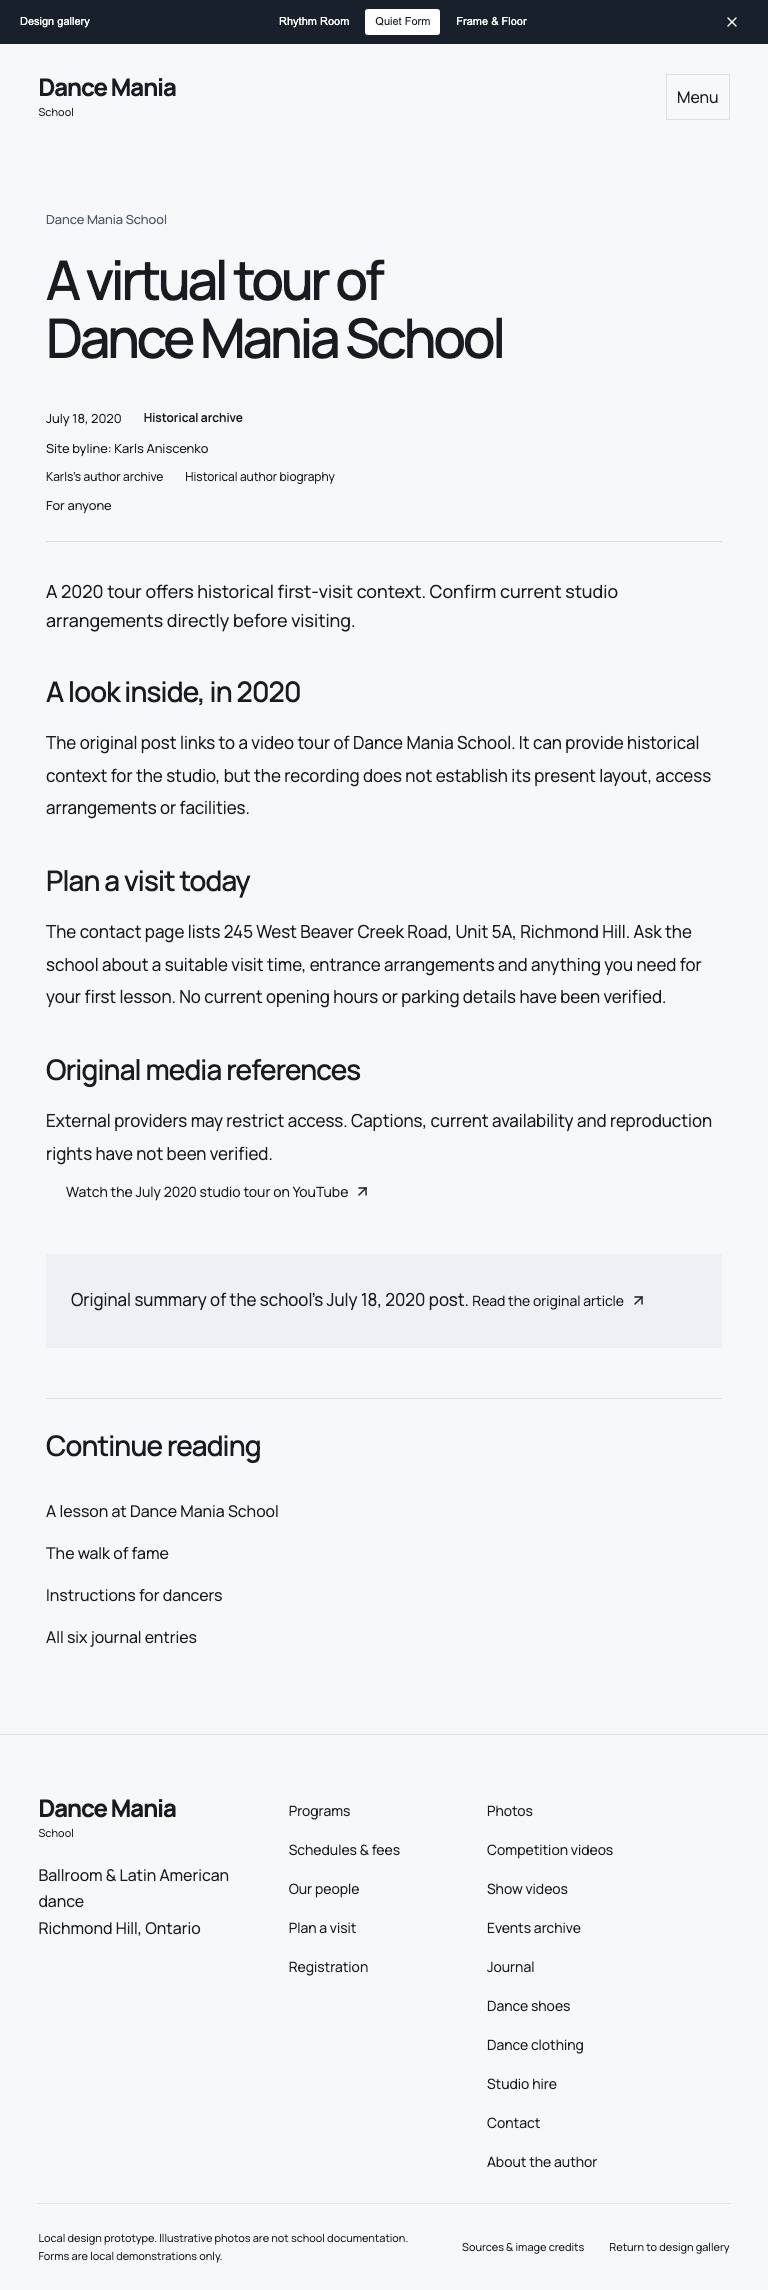 Design gallery
Rhythm Room
Quiet Form
Frame & Floor
Dance Mania
School
Menu
Dance Mania School
A virtual tour of
Dance Mania School
July 18, 2020
Historical archive
Site byline: Karls Aniscenko
Karls's author archive
Historical author biography
For anyone
A 2020 tour offers historical first-visit context. Confirm current studio
arrangements directly before visiting.
A look inside, in 2020
The original post links to a video tour of Dance Mania School. It can provide historical
context for the studio, but the recording does not establish its present layout, access
arrangements or facilities.
Plan a visit today
The contact page lists 245 West Beaver Creek Road, Unit 5A, Richmond Hill. Ask the
school about a suitable visit time, entrance arrangements and anything you need for
your first lesson. No current opening hours or parking details have been verified.
Original media references
External providers may restrict access. Captions, current availability and reproduction
rights have not been verified.
Watch the July 2020 studio tour on YouTube
Original summary of the school's July 18, 2020 post. Read the original article
Continue reading
A lesson at Dance Mania School
The walk of fame
Instructions for dancers
All six journal entries
Dance Mania
School
Ballroom & Latin American
dance
Richmond Hill, Ontario
Programs
Schedules & fees
Our people
Plan a visit
Registration
Photos
Competition videos
Show videos
Events archive
Journal
Dance shoes
Dance clothing
Studio hire
Contact
About the author
Local design prototype. Illustrative photos are not school documentation.
Forms are local demonstrations only.
Sources & image credits
Return to design gallery